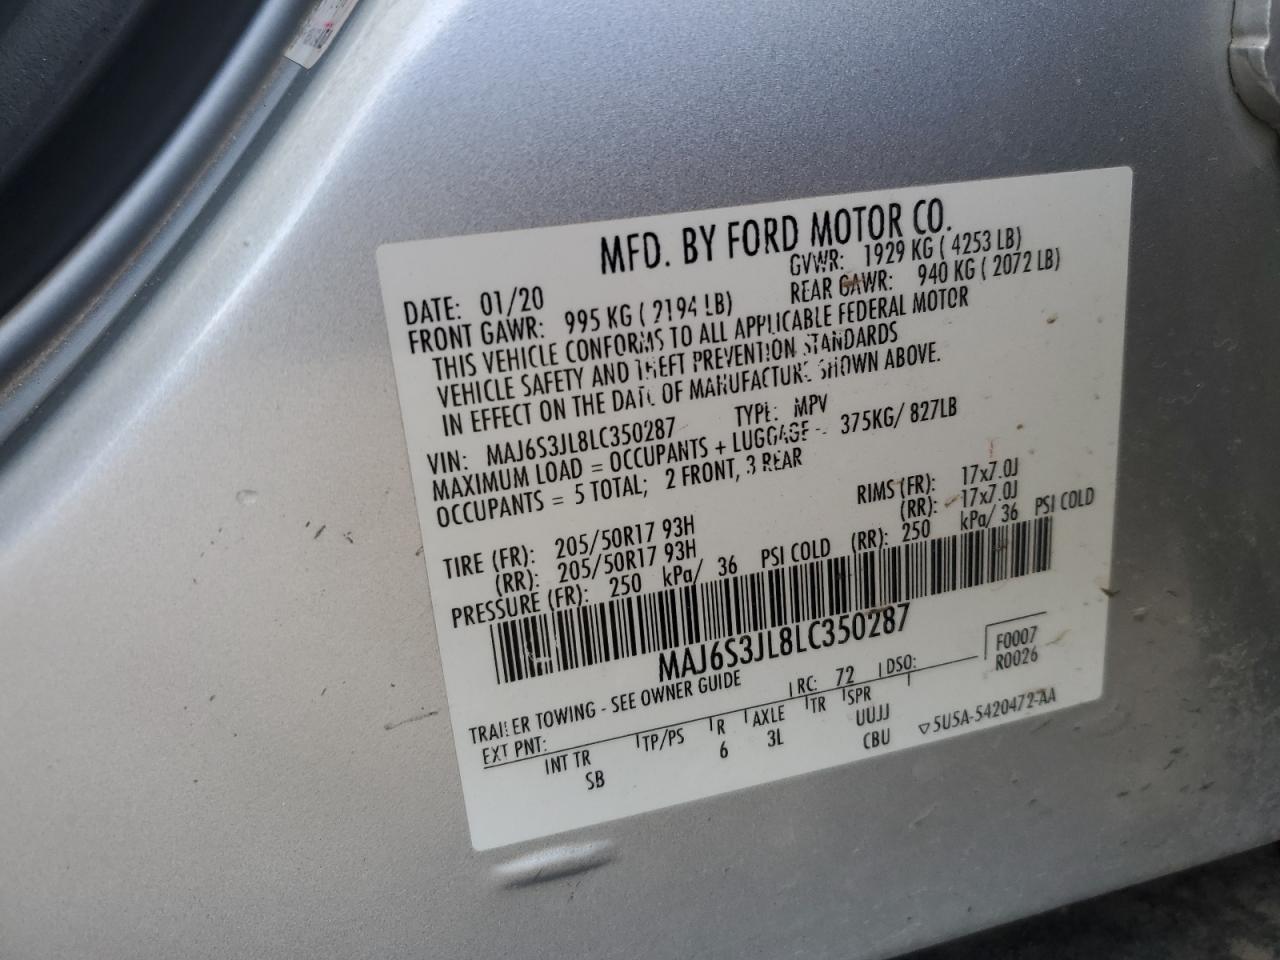 MFD. BY FORD MOTOR CO.
DATE: 01/20 GVWR: 1929 KG ( 4253 LB)
FRONT GAWR: 995 KG ( 2194 LB) REAR GAWR: 940 KG ( 2072 LB)
THIS VEHICLE CONFORMS TO ALL APPLICABLE FEDERAL MOTOR
VEHICLE SAFETY AND THEFT PREVENTION STANDARDS
IN EFFECT ON THE DATE OF MANUFACTURE SHOWN ABOVE.
VIN: MAJ6S3JL8LC350287 TYPE: MPV
MAXIMUM LOAD = OCCUPANTS + LUGGAGE = 375KG/ 827LB
OCCUPANTS = 5 TOTAL; 2 FRONT, 3 REAR
TIRE (FR): 205/50R17 93H RIMS (FR): 17x7.0J
(RR): 205/50R17 93H (RR): 17x7.0J
PRESSURE (FR): 250 kPa/ 36 PSI COLD (RR): 250 kPa/ 36 PSI COLD
MAJ6S3JL8LC350287
TRAILER TOWING - SEE OWNER GUIDE
F0007
R0026
EXT PNT: RC: 72 DSO:
INT TR TP/PS R AXLE TR SPR
SB 6 3L UUJJ
CBU
▽5U5A-5420472-AA